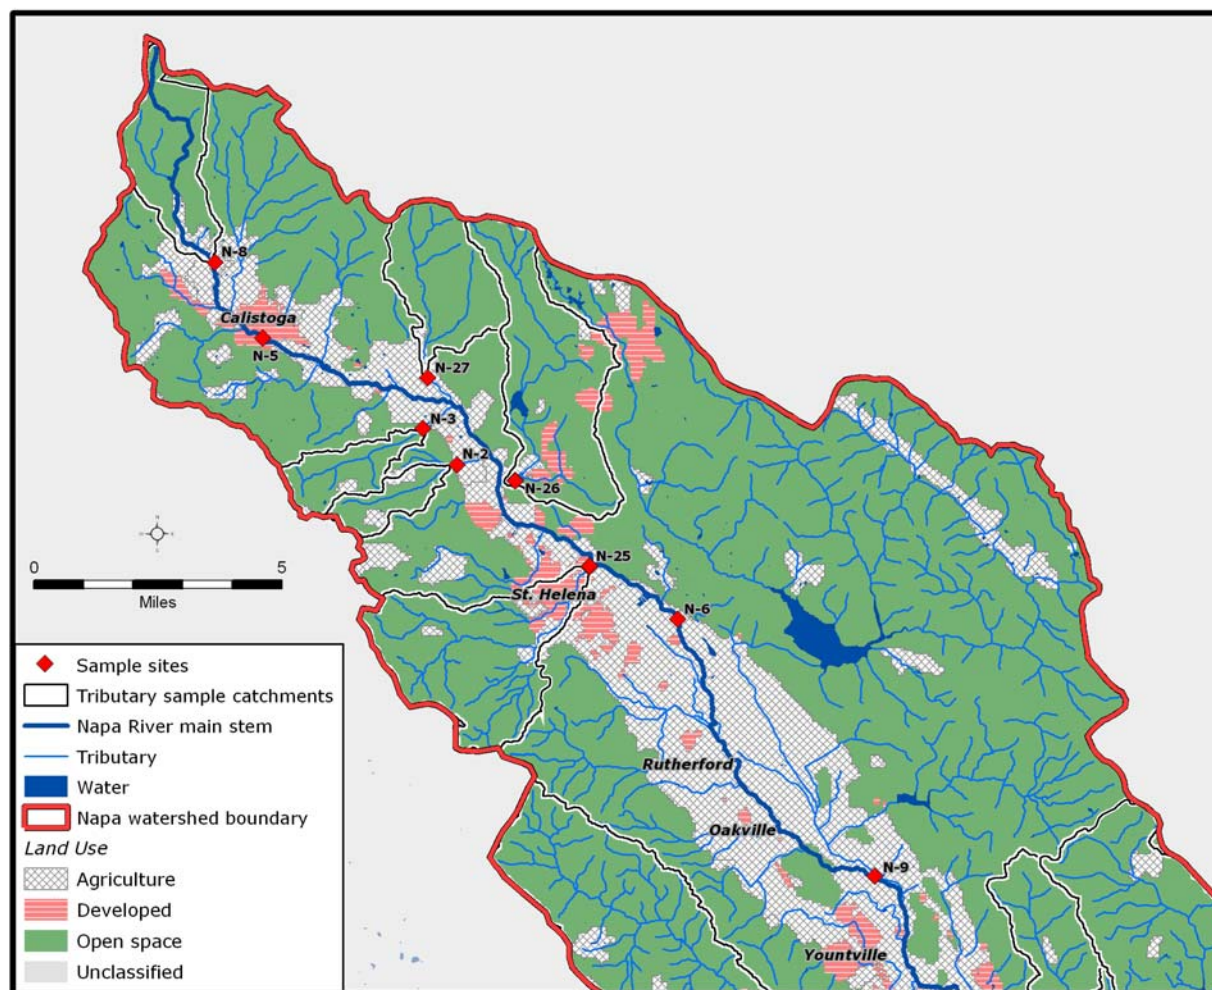 N-8
Calistoga
N-5
N-27
N-3
N-2
N-26
N-25
St. Helena
N-6
0 5
Miles
Rutherford
Oakville
N-9
Yountville
Sample sites
Tributary sample catchments
Napa River main stem
Tributary
Water
Napa watershed boundary
Land Use
Agriculture
Developed
Open space
Unclassified